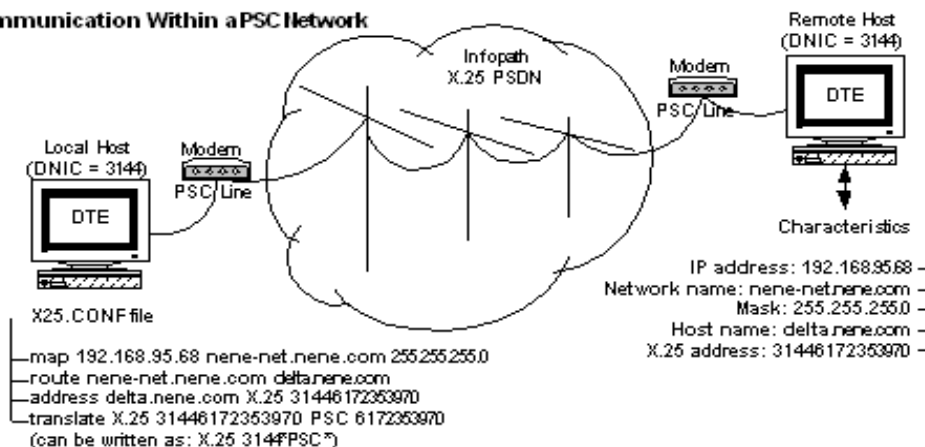 mmunication Within a PSC Network
Remote Host
(DNIC = 3144)
Infopath
X.25 PSDN
Modem
PSC Line
DTE
Local Host
(DNIC = 3144)
Modem
PSC Line
DTE
Characteristics
IP address: 192.168.95.68
Network name: nene-net.nene.com
Mask: 255.255.255.0
Host name: delta.nene.com
X.25 address: 31446172353970
X25.CONF file
map 192.168.95.68 nene-net.nene.com 255.255.255.0
route nene-net.nene.com delta.nene.com
address delta.nene.com X.25 31446172353970
translate X.25 31446172353970 PSC 6172353970
(can be written as: X.25 3144*PSC*)